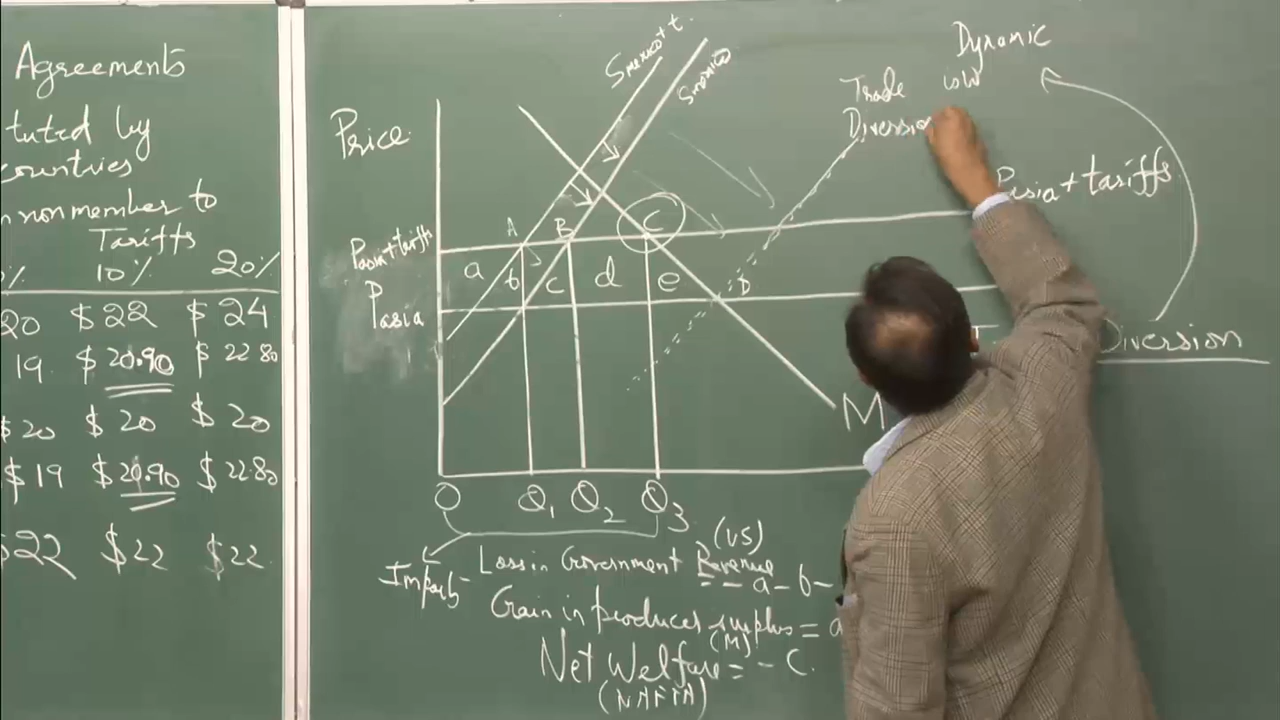 Agreements
tuted by
countries
n nonmember to
Tariffs
% 10% 20%
20 $22 $24
19 $20.90 $22.80
$20 $20 $20
$19 $20.90 $22.80
$22 $22 $22
Dynamic
Trade
Diversion
Smexico+t
Smexico
Price
Pasia+tariffs
Pasia+tariffs
A B C
a b c d e
Pasia
D
Diversion
M
O Q1 Q2 Q3
Imports
(US)
Loss in Government Revenue
= - a - b -
Gain in producer surplus = a
(M)
Net Welfare = - C.
(NAFTA)